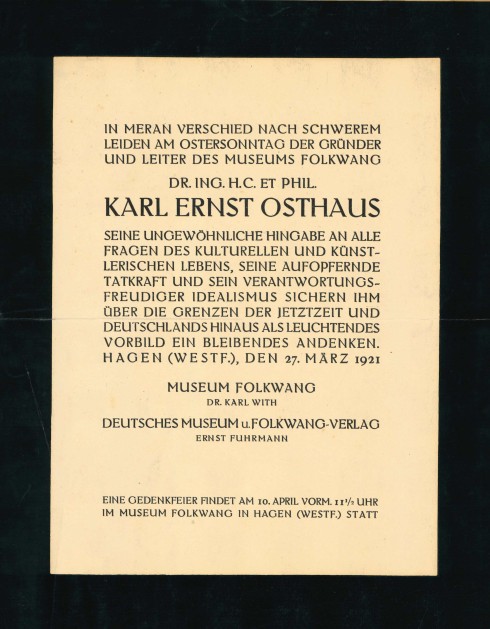 IN MERAN VERSCHIED NACH SCHWEREM
LEIDEN AM OSTERSONNTAG DER GRÜNDER
UND LEITER DES MUSEUMS FOLKWANG
DR. ING. H.C. ET PHIL.
KARL ERNST OSTHAUS
SEINE UNGEWÖHNLICHE HINGABE AN ALLE
FRAGEN DES KULTURELLEN UND KÜNST-
LERISCHEN LEBENS, SEINE AUFOPFERNDE
TATKRAFT UND SEIN VERANTWORTUNGS-
FREUDIGER IDEALISMUS SICHERN IHM
ÜBER DIE GRENZEN DER JETZTZEIT UND
DEUTSCHLANDS HINAUS ALS LEUCHTENDES
VORBILD EIN BLEIBENDES ANDENKEN.
HAGEN (WESTF.), DEN 27. MÄRZ 1921
MUSEUM FOLKWANG
DR. KARL WITH
DEUTSCHES MUSEUM u. FOLKWANG-VERLAG
ERNST FUHRMANN
EINE GEDENKFEIER FINDET AM 10. APRIL VORM. 11½ UHR
IM MUSEUM FOLKWANG IN HAGEN (WESTF.) STATT